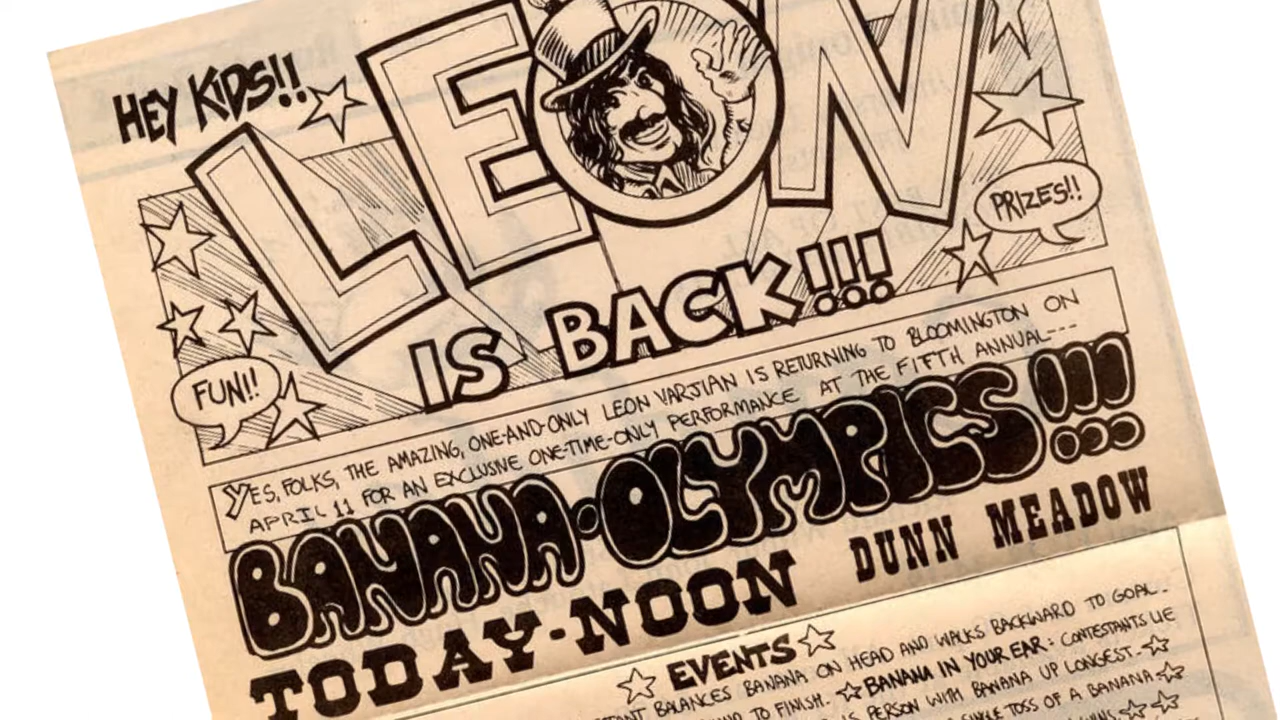 HEY KIDS!!
LEON
PRIZES!!
IS BACK!!!
FUN!!
YES, FOLKS, THE AMAZING, ONE-AND-ONLY LEON VARJIAN IS RETURNING TO BLOOMINGTON ON
APRIL 11 FOR AN EXCLUSIVE ONE-TIME-ONLY PERFORMANCE AT THE FIFTH ANNUAL---
BANANA-OLYMPICS!!!
TODAY-NOON DUNN MEADOW
EVENTS
BALANCES BANANA ON HEAD AND WALKS BACKWARD TO GOAL.
TO FINISH. BANANA IN YOUR EAR: CONTESTANTS LIE
IS PERSON WITH BANANA UP LONGEST.
SINGLE TOSS OF A BANANA